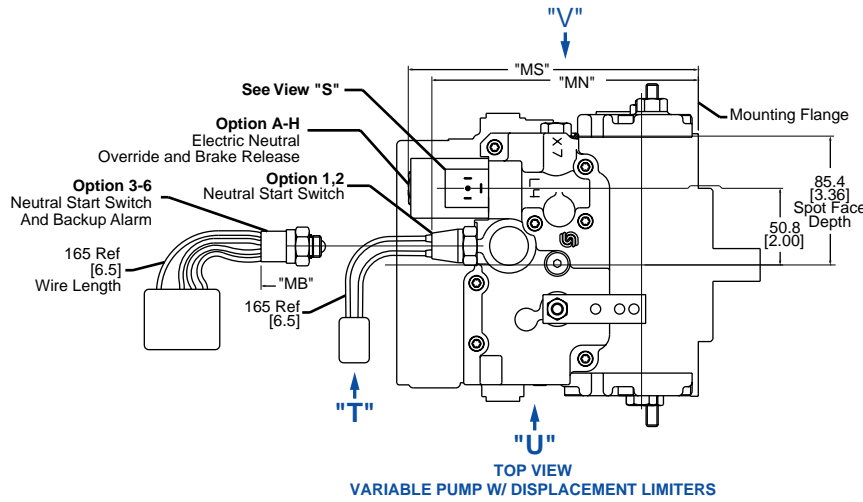 "V"
"MS"
"MN"
See View "S"
Mounting Flange
Option A-H
Electric Neutral
Override and Brake Release
X 7
LH
Option 1,2
Neutral Start Switch
Option 3-6
Neutral Start Switch
And Backup Alarm
85.4
[3.36]
Spot Face
Depth
50.8
[2.00]
165 Ref
[6.5]
Wire Length
"MB"
165 Ref
[6.5]
"T"
"U"
TOP VIEW
VARIABLE PUMP W/ DISPLACEMENT LIMITERS